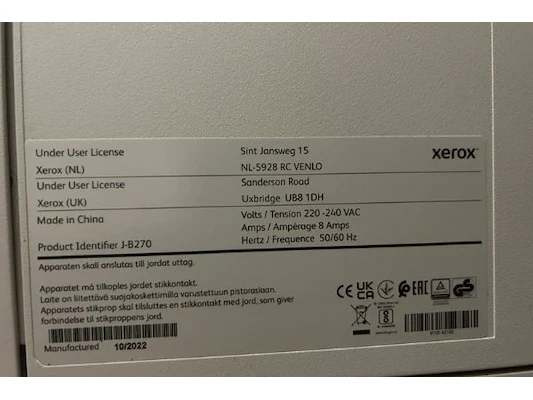 Under User License Sint Jansweg 15
xerox™
Xerox (NL) NL-5928 RC VENLO
Under User License Sanderson Road
Xerox (UK) Uxbridge UB8 1DH
Made in China Volts / Tension 220 -240 VAC
Amps / Ampérage 8 Amps
Product Identifier J-B270 Hertz / Frequence 50/60 Hz
Apparaten skall anslutas till jordat uttag.
Apparatet må tilkoples jordet stikkontakt.
Laite on liitettävä suojakoskettimilla varustettuun pistorasiaan.
Apparatets stikprop skal tilsluttes en stikkontakt med jord, som giver
forbindelse til stikproppens jord.
CE UK CA EAC GS
Manufactured 10/2022